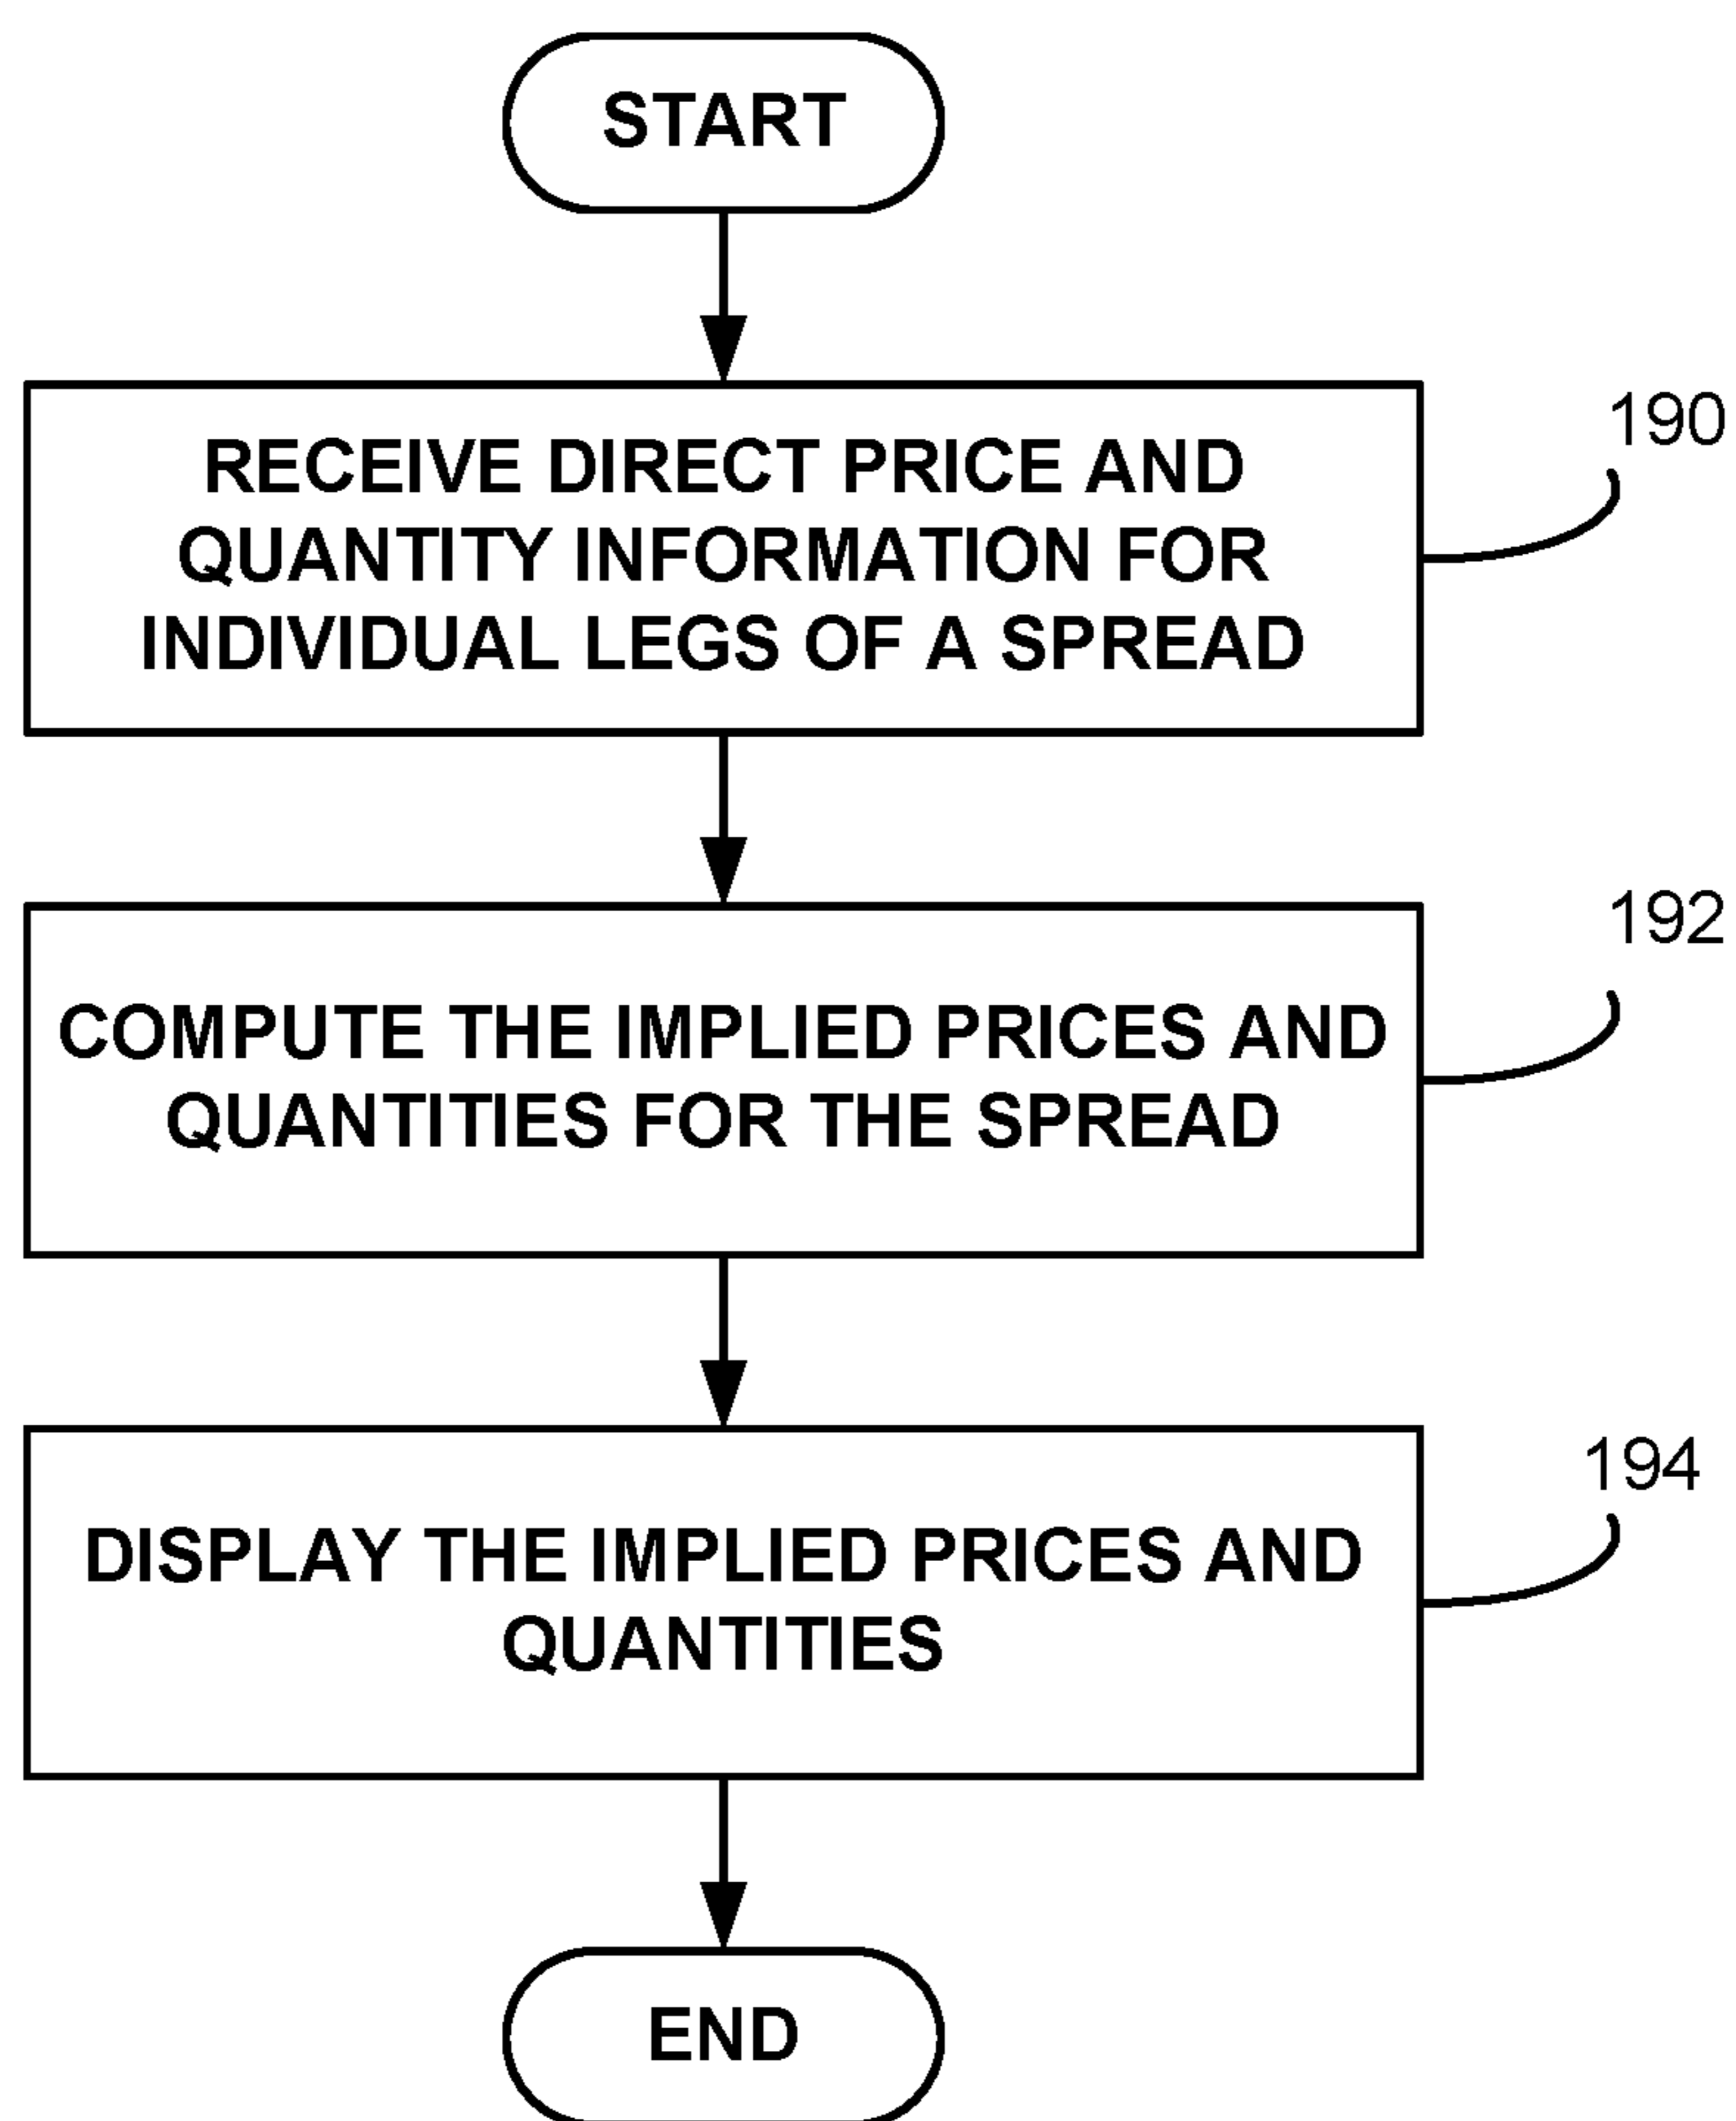 START
RECEIVE DIRECT PRICE AND
QUANTITY INFORMATION FOR
INDIVIDUAL LEGS OF A SPREAD
190
COMPUTE THE IMPLIED PRICES AND
QUANTITIES FOR THE SPREAD
192
DISPLAY THE IMPLIED PRICES AND
QUANTITIES
194
END